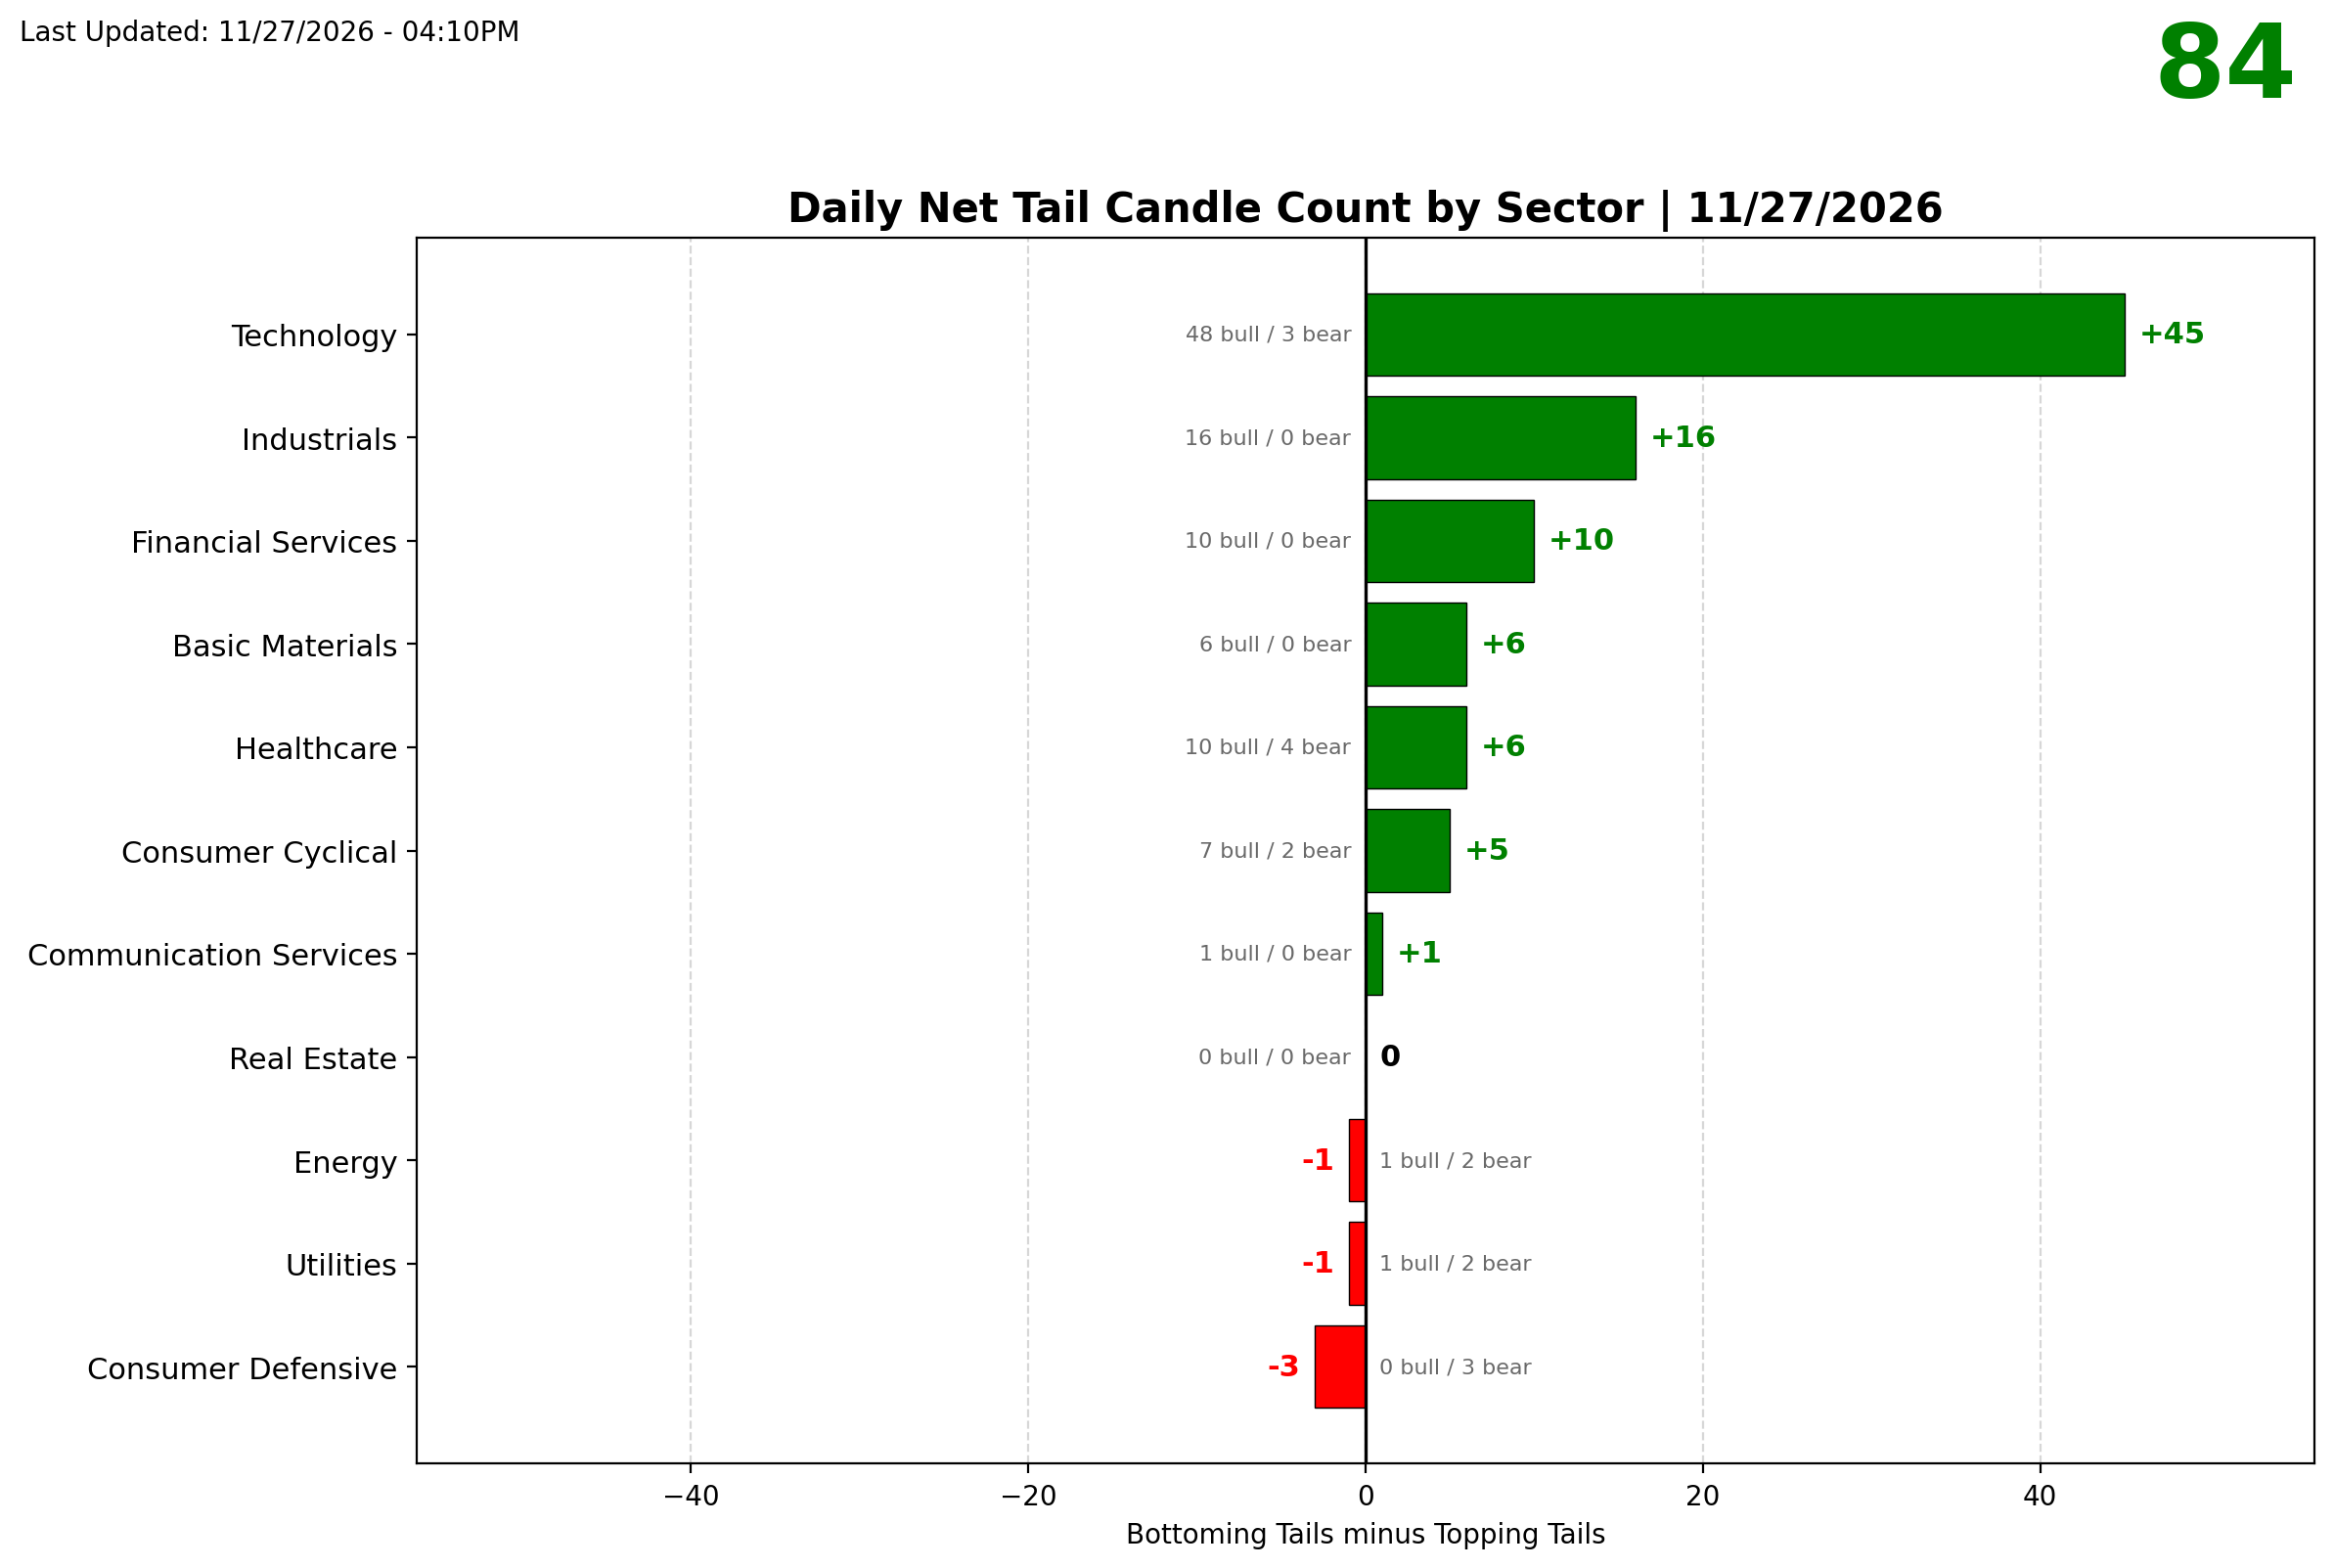 Last Updated: 11/27/2026 - 04:10PM
84
Daily Net Tail Candle Count by Sector | 11/27/2026
Technology 48 bull / 3 bear +45
Industrials 16 bull / 0 bear +16
Financial Services 10 bull / 0 bear +10
Basic Materials 6 bull / 0 bear +6
Healthcare 10 bull / 4 bear +6
Consumer Cyclical 7 bull / 2 bear +5
Communication Services 1 bull / 0 bear +1
Real Estate 0 bull / 0 bear 0
Energy -1 1 bull / 2 bear
Utilities -1 1 bull / 2 bear
Consumer Defensive -3 0 bull / 3 bear
−40 −20 0 20 40
Bottoming Tails minus Topping Tails